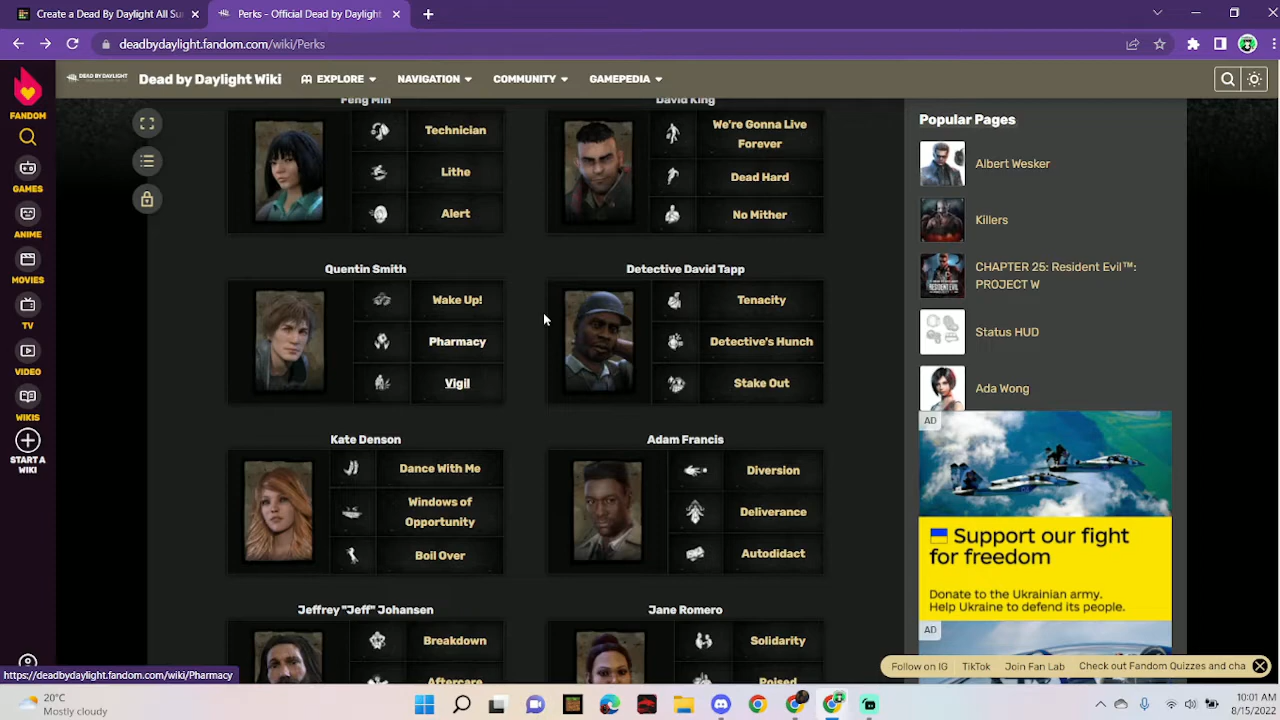 Create a Dead All Su
Perks - Official Dead by Daylight
deadbydaylight.fandom.com/wiki/Perks
FANDOM
GAMES
ANIME
MOVIES
TV
VIDEO
WIKIS
START A
WIKI
DEAD BY DAYLIGHT
Dead by Daylight Wiki
EXPLORE
NAVIGATION
COMMUNITY
GAMEPEDIA
Feng Min
Technician
Lithe
Alert
David King
We're Gonna Live
Forever
Dead Hard
No Mither
Quentin Smith
Wake Up!
Pharmacy
Vigil
Detective David Tapp
Tenacity
Detective's Hunch
Stake Out
Kate Denson
Dance With Me
Windows of
Opportunity
Boil Over
Adam Francis
Diversion
Deliverance
Autodidact
Jeffrey "Jeff" Johansen
Breakdown
Aftercare
Jane Romero
Solidarity
Poised
Popular Pages
Albert Wesker
Killers
CHAPTER 25: Resident Evil™:
PROJECT W
Status HUD
Ada Wong
AD
Support our fight
for freedom
Donate to the Ukrainian army.
Help Ukraine to defend its people.
AD
Follow on IG
TikTok
Join Fan Lab
Check out Fandom Quizzes and cha
https://deadbydaylight.fandom.com/wiki/Pharmacy
20°C
Mostly cloudy
10:01 AM
8/15/2022